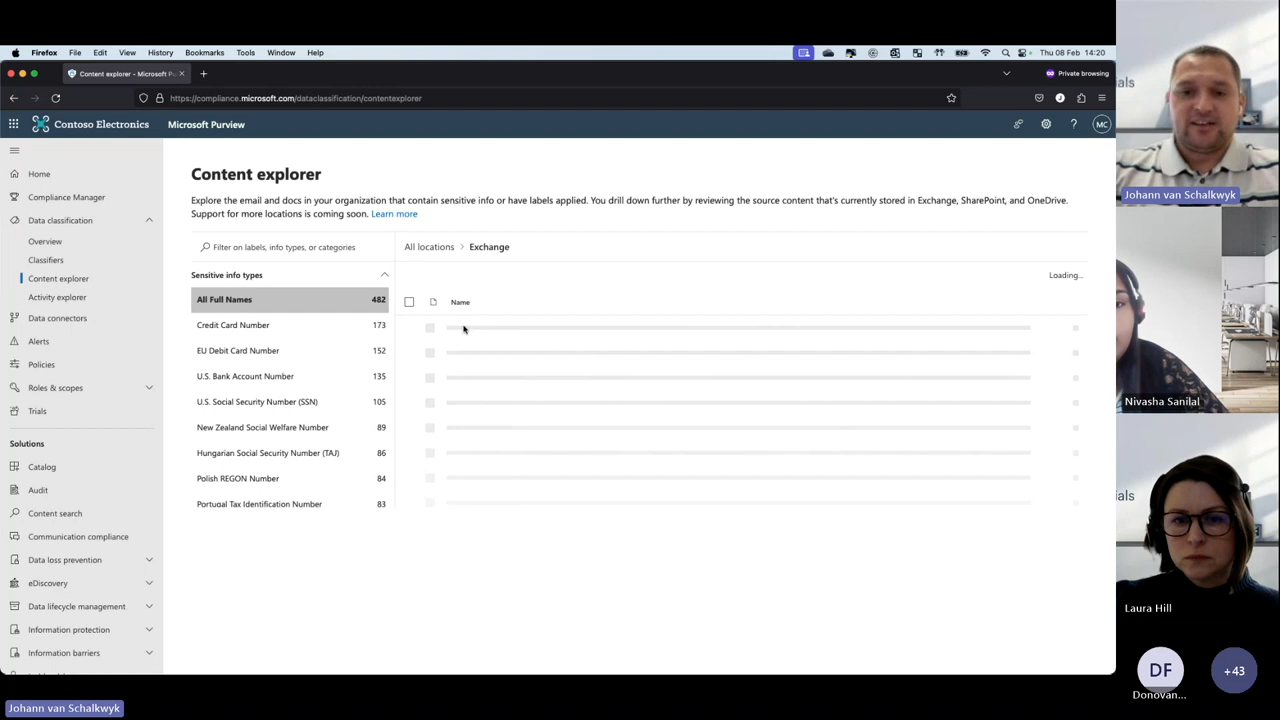 Firefox File Edit View History Bookmarks Tools Window Help Thu 08 Feb 14:20
Content explorer - Microsoft Pu
Private browsing
https://compliance.microsoft.com/dataclassification/contentexplorer
Contoso Electronics Microsoft Purview MC
Home
Compliance Manager
Data classification
Overview
Classifiers
Content explorer
Activity explorer
Data connectors
Alerts
Policies
Roles & scopes
Trials
Solutions
Catalog
Audit
Content search
Communication compliance
Data loss prevention
eDiscovery
Data lifecycle management
Information protection
Information barriers
Content explorer
Explore the email and docs in your organization that contain sensitive info or have labels applied. You drill down further by reviewing the source content that's currently stored in Exchange, SharePoint, and OneDrive.
Support for more locations is coming soon. Learn more
Filter on labels, info types, or categories
Sensitive info types
All Full Names 482
Credit Card Number 173
EU Debit Card Number 152
U.S. Bank Account Number 135
U.S. Social Security Number (SSN) 105
New Zealand Social Welfare Number 89
Hungarian Social Security Number (TAJ) 86
Polish REGON Number 84
Portugal Tax Identification Number 83
All locations > Exchange
Loading...
Name
ials
Johann van Schalkwyk
Nivasha Sanilal
ials
Laura Hill
DF
Donovan...
+43
Johann van Schalkwyk